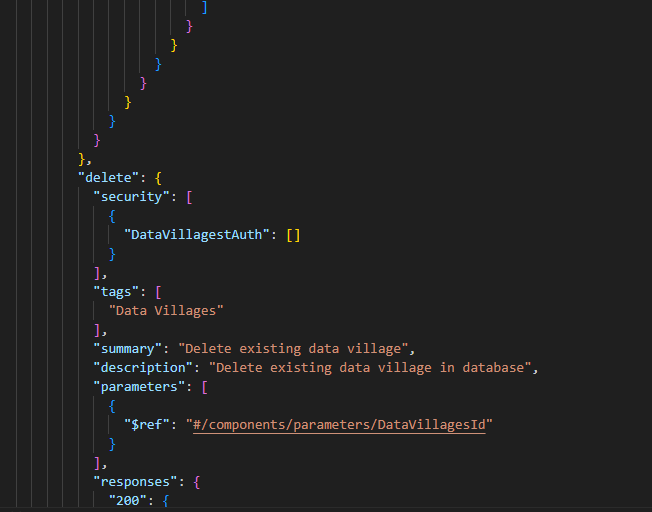 ]
}
}
}
}
}
}
}
},
"delete": {
"security": [
{
"DataVillagestAuth": []
}
],
"tags": [
"Data Villages"
],
"summary": "Delete existing data village",
"description": "Delete existing data village in database",
"parameters": [
{
"$ref": "#/components/parameters/DataVillagesId"
}
],
"responses": {
"200": {